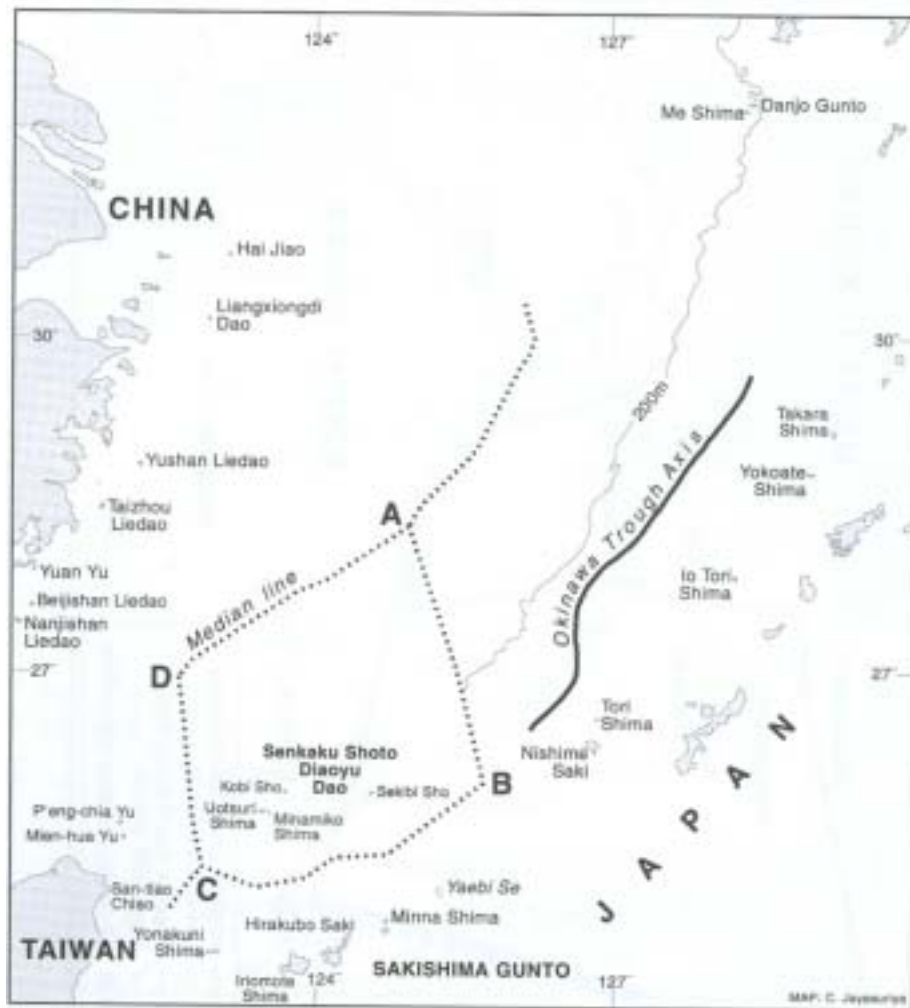 124°
127°
Me Shima
Danjo Gunto
CHINA
Hai Jiao
Liangxiongdi
Dao
30°
30°
200m
Takara
Shima
Yushan Liedao
Yokoate
Shima
Taizhou
Liedao
A
Okinawa Trough Axis
Yuan Yu
Io Tori
Shima
Beijishan Liedao
Median line
Nanjishan
Liedao
27°
D
27°
Tori
Shima
Senkaku Shoto
Diaoyu
Dao
Nishime
Saki
Kobi Sho
Sekibi Sho
B
P'eng-chia Yu
Uotsuri
Shima
Minamiko
Shima
Mien-hua Yu
JAPAN
San-tiao
Chiao
C
Yaebi Se
Minna Shima
TAIWAN
Yonakuni
Shima
Hirakubo Saki
SAKISHIMA GUNTO
Iriomote
Shima
124°
127°
MAP: C. Jayasuriya